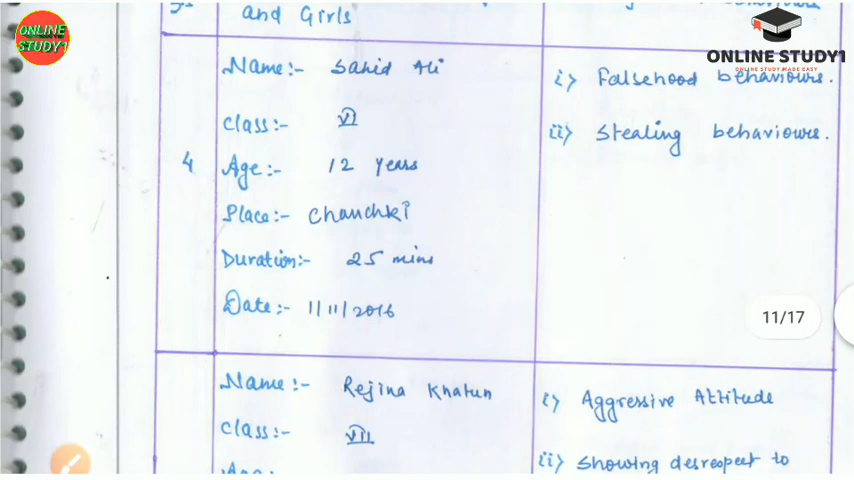 and Girls
ONLINE
STUDY1
ONLINE STUDY1
ONLINE STUDY MADE EASY
Name:- Sahid Ali
Class:- VI
4
Age:- 12 years
Place:- Chanchki
Duration:- 25 mins
Date:- 11/11/2016
i) Falsehood behaviours.
ii) Stealing behaviours.
11/17
Name:- Rejina Khatun
Class:- VII
i) Aggressive Attitude
ii) Showing desrespect to